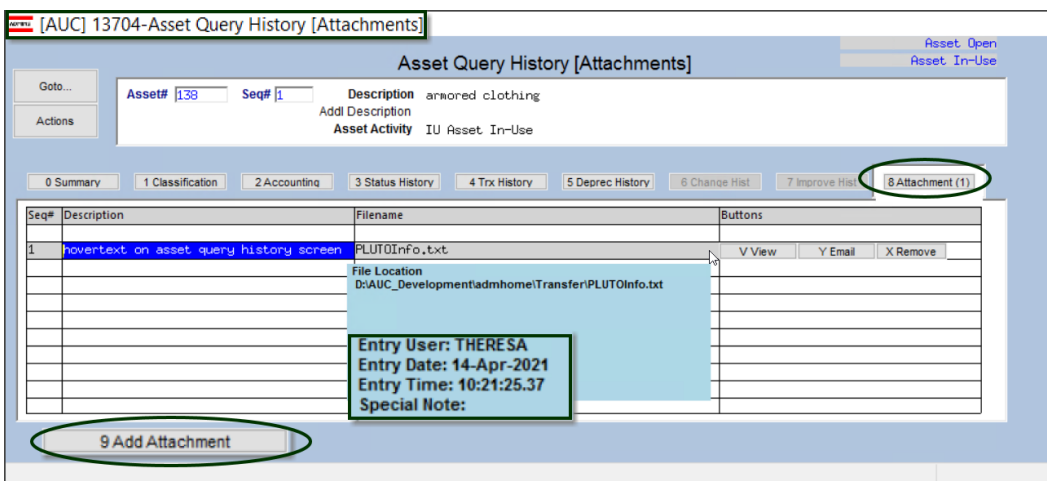 ADMINS [AUC] 13704-Asset Query History [Attachments]
Asset Open
Asset Query History [Attachments] Asset In-Use
Goto...
Asset# 138 Seq# 1 Description armored clothing
Addl Description
Actions
Asset Activity IU Asset In-Use
0 Summary 1 Classification 2 Accounting 3 Status History 4 Trx History 5 Deprec History 6 Change Hist 7 Improve Hist 8 Attachment (1)
Seq# Description Filename Buttons
1 hovertext on asset query history screen PLUTOInfo.txt V View Y Email X Remove
File Location
D:\AUC_Development\admhome\Transfer\PLUTOInfo.txt
Entry User: THERESA
Entry Date: 14-Apr-2021
Entry Time: 10:21:25.37
Special Note:
9 Add Attachment